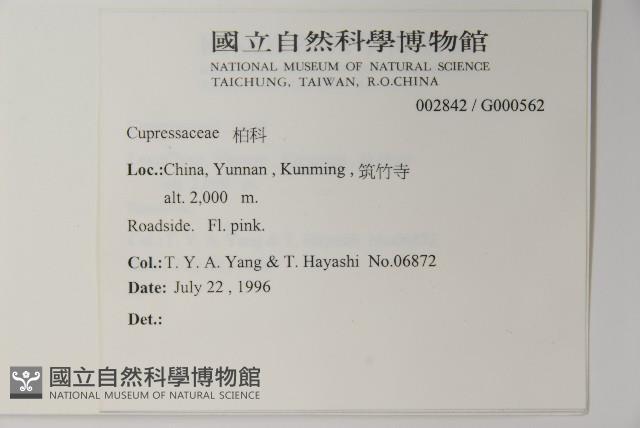 國立自然科學博物館
NATIONAL MUSEUM OF NATURAL SCIENCE
TAICHUNG, TAIWAN, R.O.CHINA
002842 / G000562
Cupressaceae 柏科
Loc.:China, Yunnan , Kunming , 筑竹寺
alt. 2,000 m.
Roadside. Fl. pink.
Col.: T. Y. A. Yang & T. Hayashi No.06872
Date: July 22 , 1996
Det.:
國立自然科學博物館
NATIONAL MUSEUM OF NATURAL SCIENCE